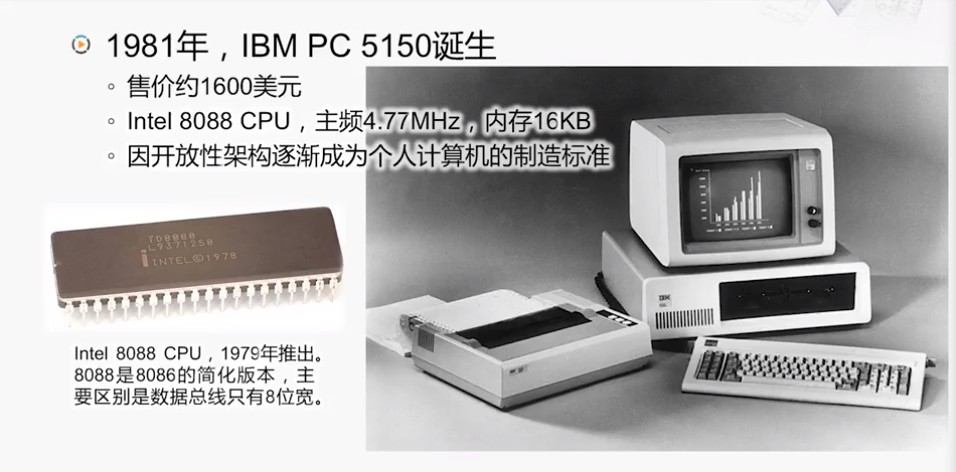 1981年，IBM PC 5150诞生
售价约1600美元
Intel 8088 CPU，主频4.77MHz，内存16KB
因开放性架构逐渐成为个人计算机的制造标准
TD8088
L9371250
INTEL©1978
IBM
Intel 8088 CPU，1979年推出。
8088是8086的简化版本，主
要区别是数据总线只有8位宽。